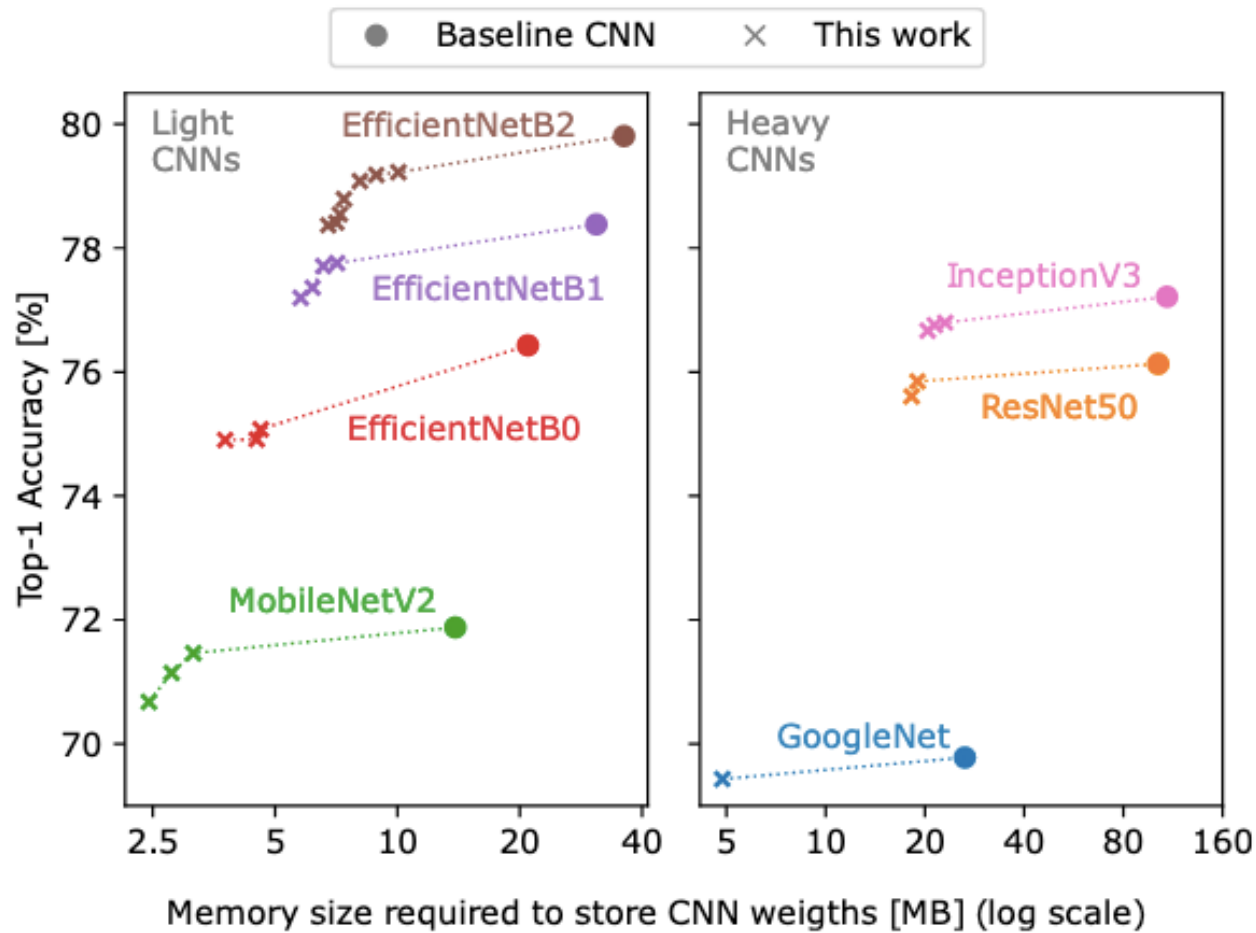 Baseline CNN
This work
Light
CNNs
EfficientNetB2
EfficientNetB1
EfficientNetB0
MobileNetV2
Heavy
CNNs
InceptionV3
ResNet50
GoogleNet
Top-1 Accuracy [%]
80
78
76
74
72
70
2.5 5 10 20 40
5 10 20 40 80 160
Memory size required to store CNN weigths [MB] (log scale)